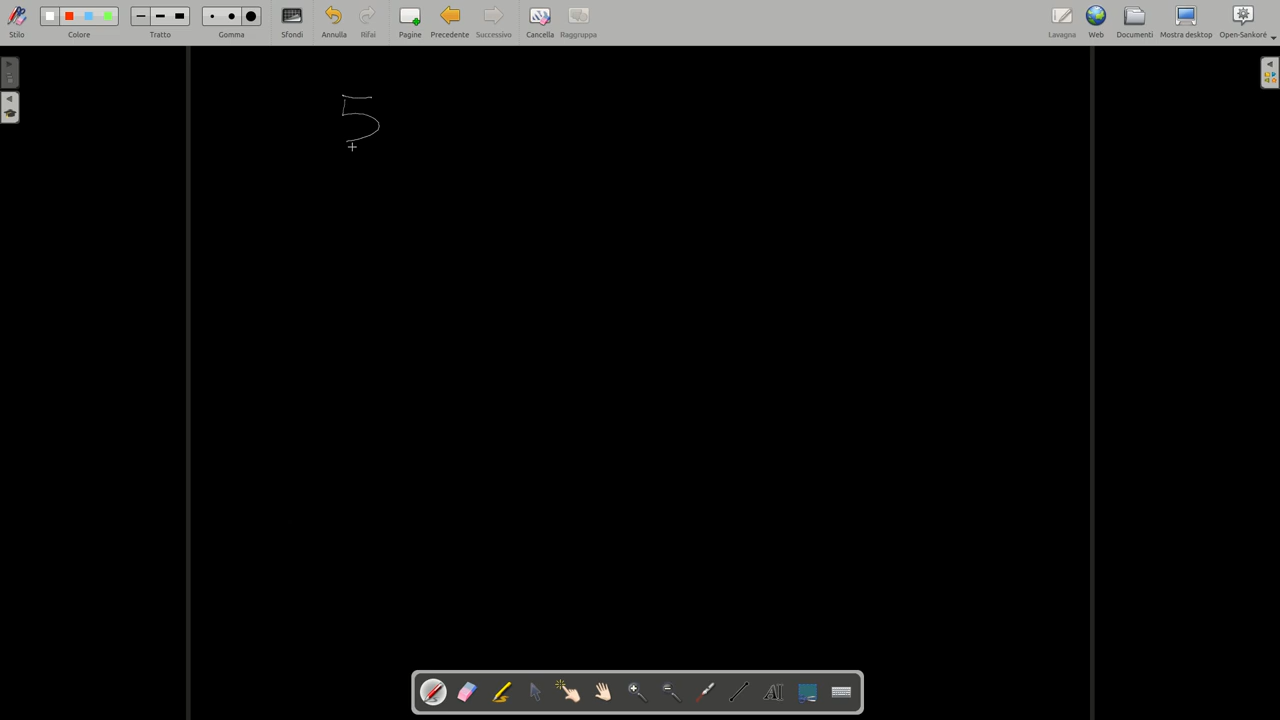 Stilo Colore Tratto Gomma Sfondi Annulla Rifai Pagine Precedente Successivo Cancella Raggruppa Lavagna Web Documenti Mostra desktop Open-Sankoré
5
AI